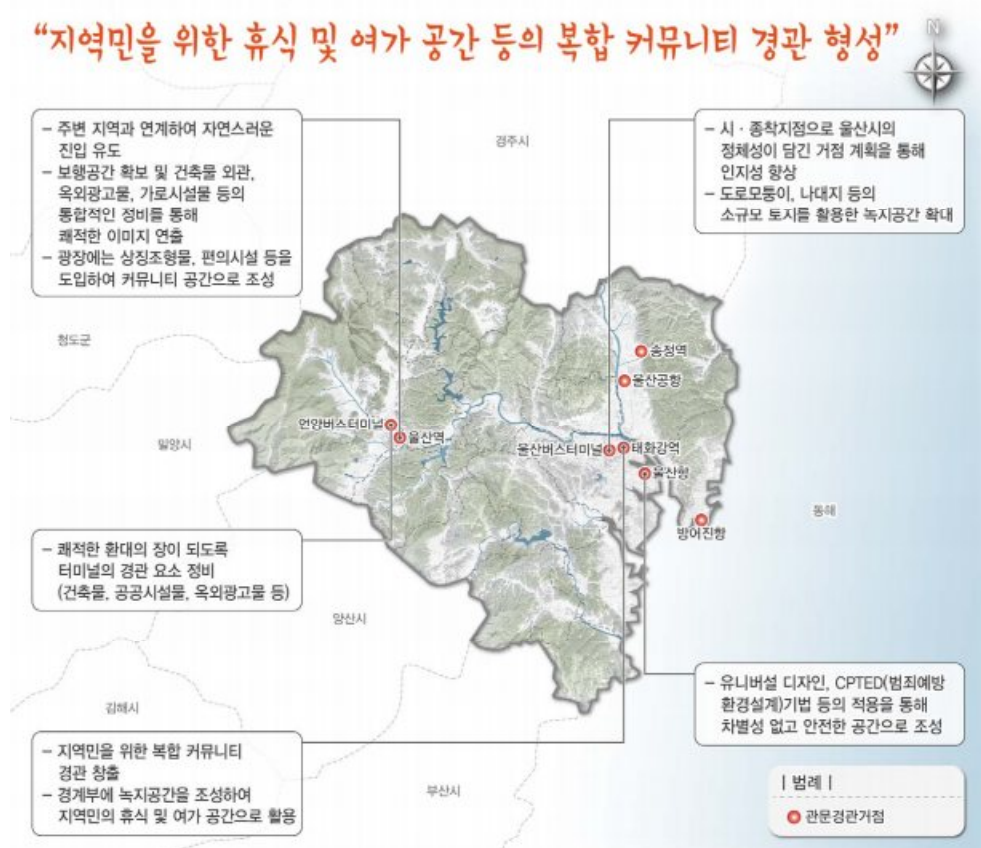 “지역민을 위한 휴식 및 여가 공간 등의 복합 커뮤니티 경관 형성”
N
– 주변 지역과 연계하여 자연스러운
진입 유도
– 보행공간 확보 및 건축물 외관,
옥외광고물, 가로시설물 등의
통합적인 정비를 통해
쾌적한 이미지 연출
– 광장에는 상징조형물, 편의시설 등을
도입하여 커뮤니티 공간으로 조성
경주시
– 시 · 종착지점으로 울산시의
정체성이 담긴 거점 계획을 통해
인지성 향상
– 도로모퉁이, 나대지 등의
소규모 토지를 활용한 녹지공간 확대
청도군
송정역
울산공항
언양버스터미널
울산역
밀양시
울산버스터미널
태화강역
울산항
방어진항
동해
– 쾌적한 환대의 장이 되도록
터미널의 경관 요소 정비
(건축물, 공공시설물, 옥외광고물 등)
양산시
– 유니버설 디자인, CPTED(범죄예방
환경설계)기법 등의 적용을 통해
차별성 없고 안전한 공간으로 조성
김해시
– 지역민을 위한 복합 커뮤니티
경관 창출
– 경계부에 녹지공간을 조성하여
지역민의 휴식 및 여가 공간으로 활용
부산시
| 범례 |
관문경관거점